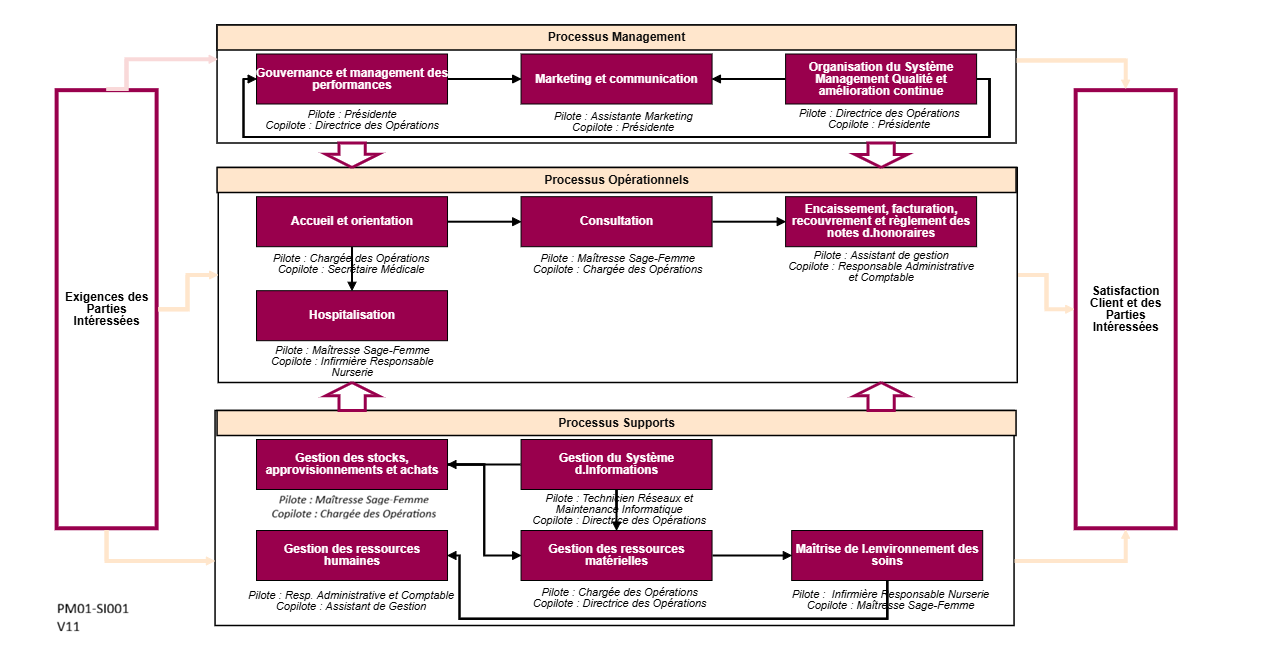 Processus Management
Gouvernance et management des
performances
Pilote : Présidente
Copilote : Directrice des Opérations
Marketing et communication
Pilote : Assistante Marketing
Copilote : Présidente
Organisation du Système
Management Qualité et
amélioration continue
Pilote : Directrice des Opérations
Copilote : Présidente
Exigences des
Parties
Intéressées
Processus Opérationnels
Accueil et orientation
Pilote : Chargée des Opérations
Copilote : Secrétaire Médicale
Consultation
Pilote : Maîtresse Sage-Femme
Copilote : Chargée des Opérations
Encaissement, facturation,
recouvrement et règlement des
notes d.honoraires
Pilote : Assistant de gestion
Copilote : Responsable Administrative
et Comptable
Hospitalisation
Pilote : Maîtresse Sage-Femme
Copilote : Infirmière Responsable
Nurserie
Satisfaction
Client et des
Parties
Intéressées
Processus Supports
Gestion des stocks,
approvisionnements et achats
Pilote : Maîtresse Sage-Femme
Copilote : Chargée des Opérations
Gestion du Système
d.Informations
Pilote : Technicien Réseaux et
Maintenance Informatique
Copilote : Directrice des Opérations
Gestion des ressources
humaines
Pilote : Resp. Administrative et Comptable
Copilote : Assistant de Gestion
Gestion des ressources
matérielles
Pilote : Chargée des Opérations
Copilote : Directrice des Opérations
Maîtrise de l.environnement des
soins
Pilote : Infirmière Responsable Nurserie
Copilote : Maîtresse Sage-Femme
PM01-SI001
V11